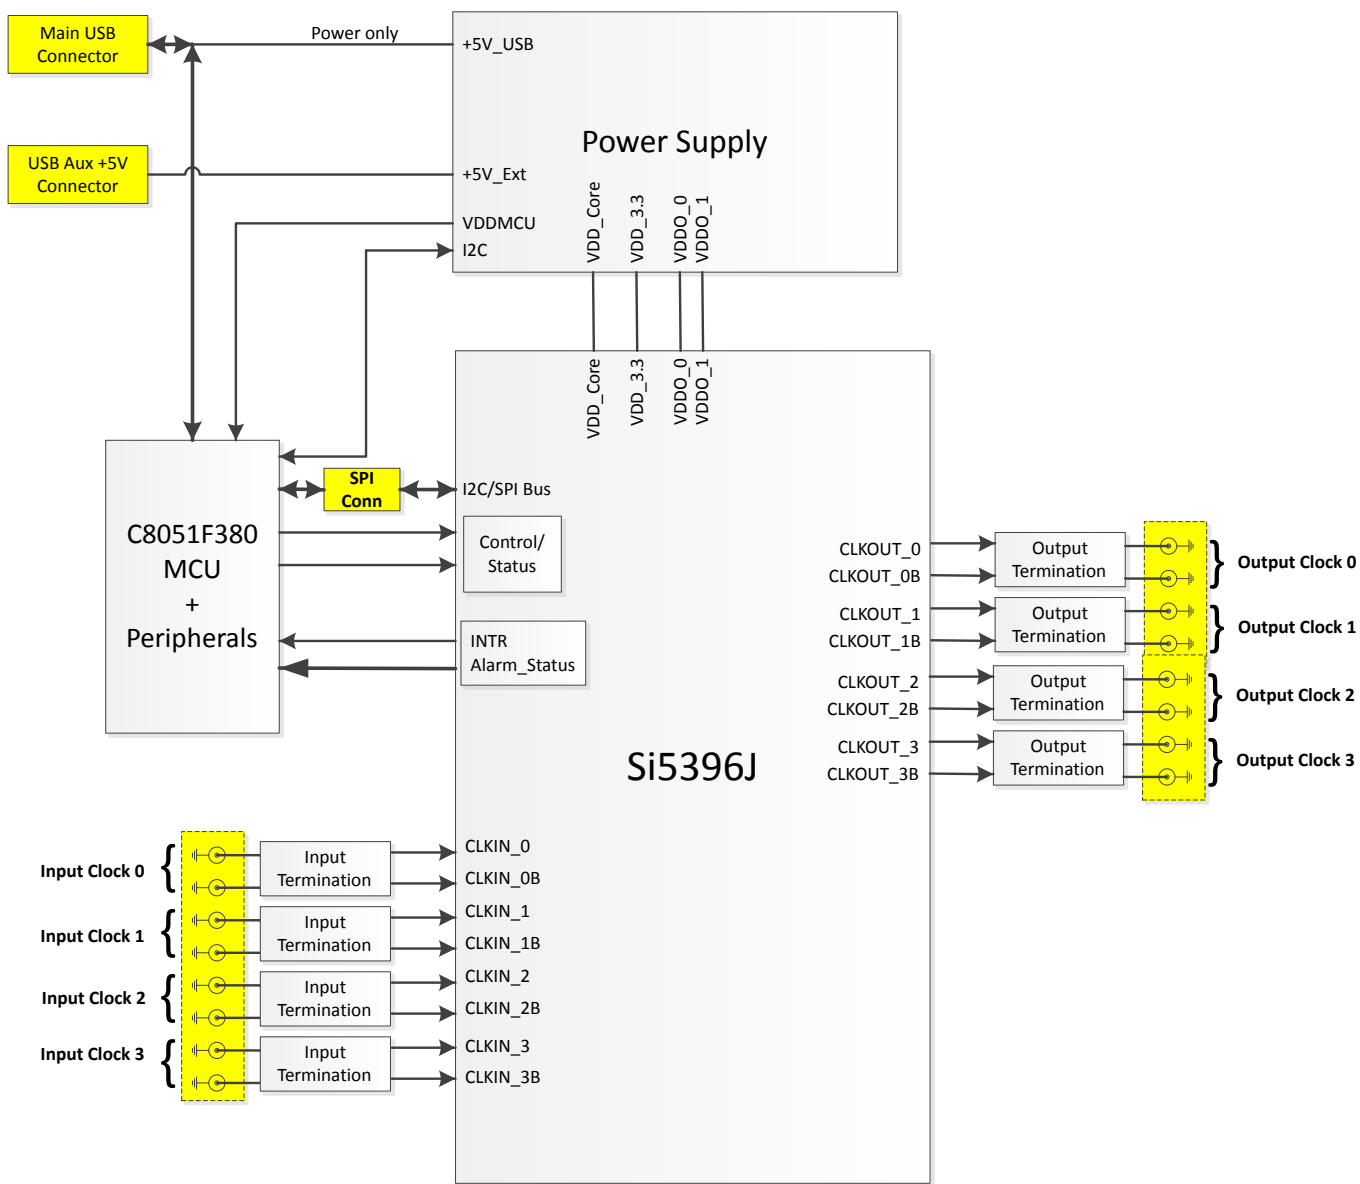 Main USB
Connector
Power only
+5V_USB
Power Supply
USB Aux +5V
Connector
+5V_Ext
VDDMCU
I2C
VDD_Core
VDD_3.3
VDDO_0
VDDO_1
VDD_Core
VDD_3.3
VDDO_0
VDDO_1
C8051F380
MCU
+
Peripherals
SPI
Conn
I2C/SPI Bus
Control/
Status
INTR
Alarm_Status
Si5396J
CLKOUT_0
CLKOUT_0B
CLKOUT_1
CLKOUT_1B
CLKOUT_2
CLKOUT_2B
CLKOUT_3
CLKOUT_3B
Output
Termination
Output
Termination
Output
Termination
Output
Termination
Output Clock 0
Output Clock 1
Output Clock 2
Output Clock 3
Input Clock 0
Input Clock 1
Input Clock 2
Input Clock 3
Input
Termination
Input
Termination
Input
Termination
Input
Termination
CLKIN_0
CLKIN_0B
CLKIN_1
CLKIN_1B
CLKIN_2
CLKIN_2B
CLKIN_3
CLKIN_3B